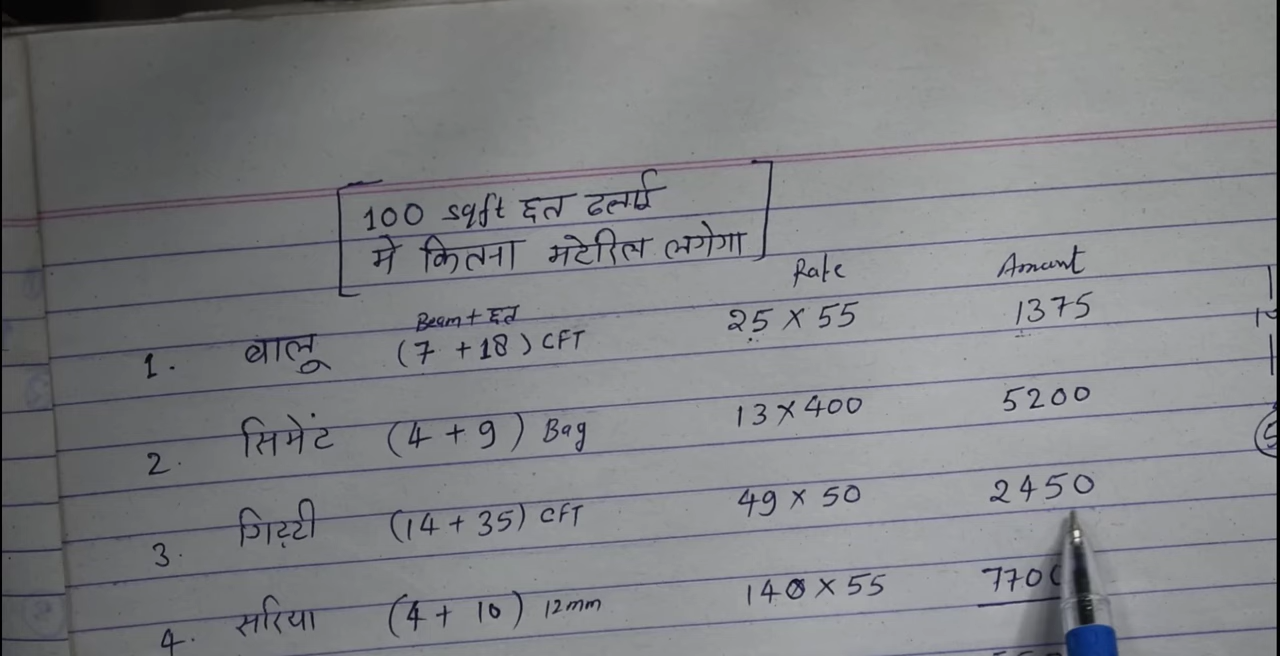 100 sqft छत ढलाई
मे कितना मटेरिल लगेगा
Rate Amount
Beam + छत
1. बालू (7 + 18) CFT 25 X 55 1375
2. सिमेंट (4 + 9) Bag 13 X 400 5200
3. गिट्टी (14 + 35) CFT 49 X 50 2450
4. सरिया (4 + 10) 12mm 140 X 55 770